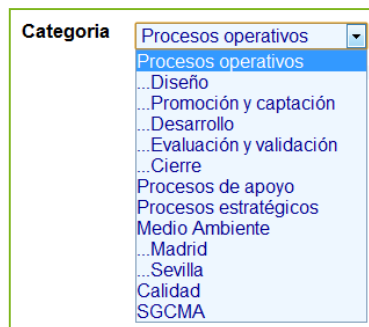 Categoria Procesos operativos
Procesos operativos
...Diseño
...Promoción y captación
...Desarrollo
...Evaluación y validación
...Cierre
Procesos de apoyo
Procesos estratégicos
Medio Ambiente
...Madrid
...Sevilla
Calidad
SGCMA